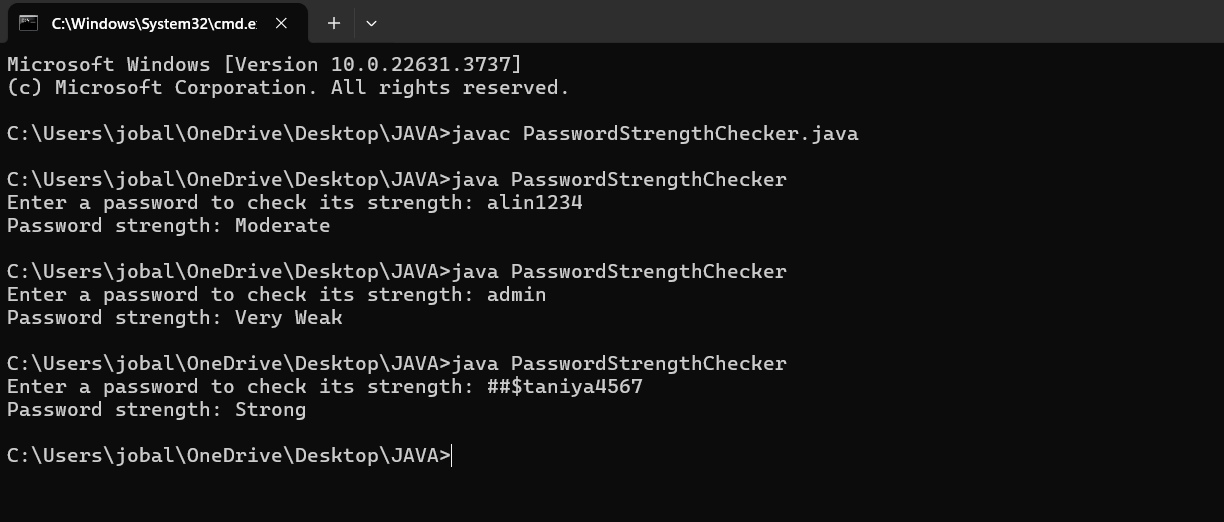 C:\Windows\System32\cmd.e
Microsoft Windows [Version 10.0.22631.3737]
(c) Microsoft Corporation. All rights reserved.
C:\Users\jobal\OneDrive\Desktop\JAVA>javac PasswordStrengthChecker.java
C:\Users\jobal\OneDrive\Desktop\JAVA>java PasswordStrengthChecker
Enter a password to check its strength: alin1234
Password strength: Moderate
C:\Users\jobal\OneDrive\Desktop\JAVA>java PasswordStrengthChecker
Enter a password to check its strength: admin
Password strength: Very Weak
C:\Users\jobal\OneDrive\Desktop\JAVA>java PasswordStrengthChecker
Enter a password to check its strength: ##$taniya4567
Password strength: Strong
C:\Users\jobal\OneDrive\Desktop\JAVA>